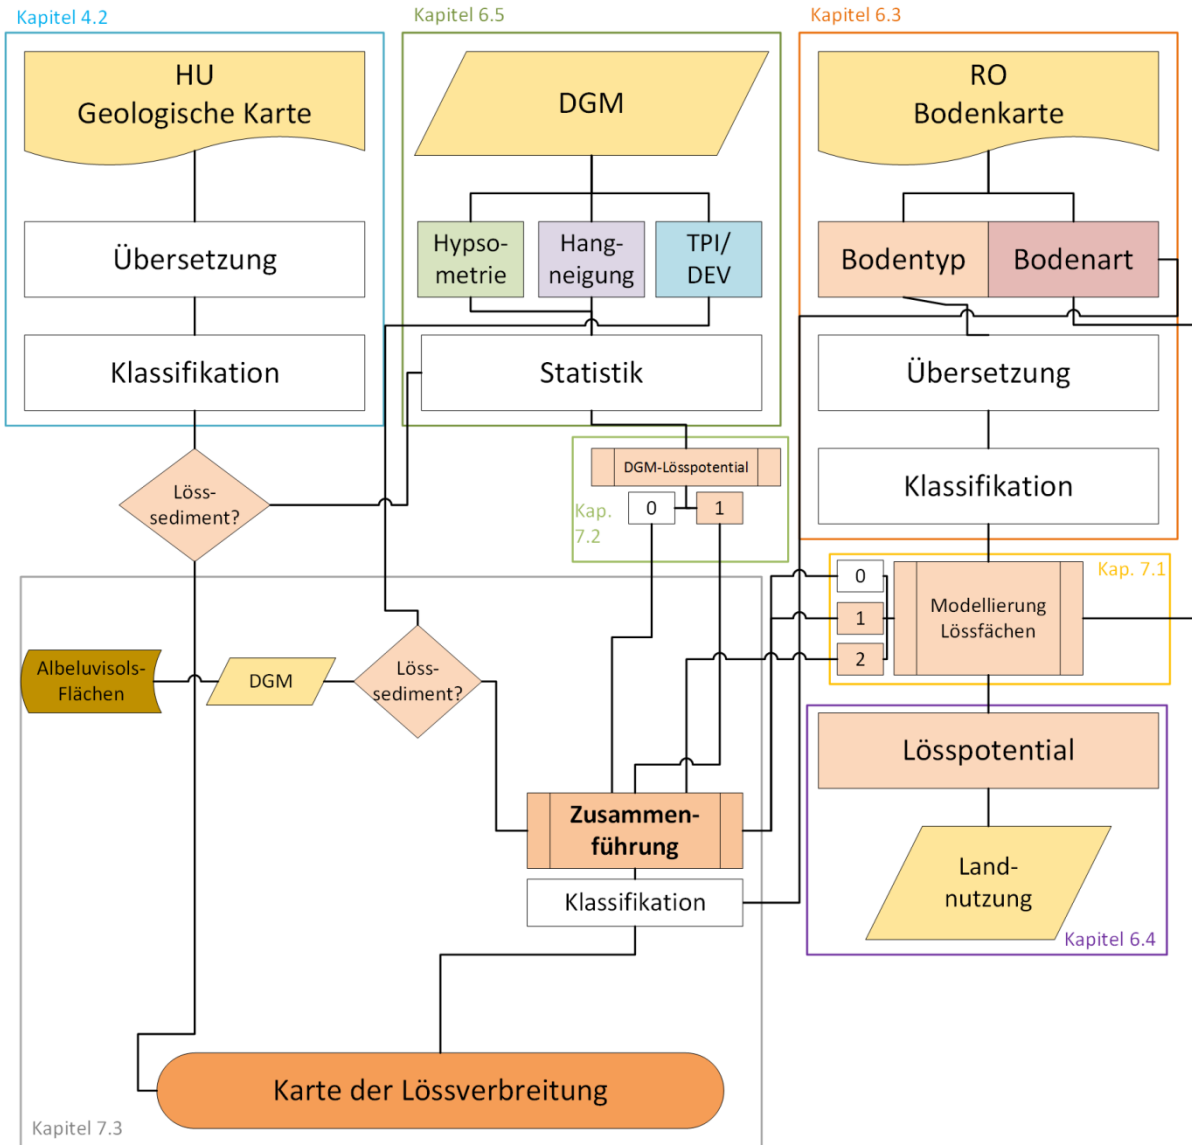 Kapitel 4.2
HU
Geologische Karte
Übersetzung
Klassifikation
Löss-
sediment?
Kapitel 6.5
DGM
Hypso-
metrie
Hang-
neigung
TPI/
DEV
Statistik
DGM-Lösspotential
0
1
Kap.
7.2
Kapitel 6.3
RO
Bodenkarte
Bodentyp
Bodenart
Übersetzung
Klassifikation
Kap. 7.1
0
1
2
Modellierung
Lössfächen
Lösspotential
Land-
nutzung
Kapitel 6.4
Albeluvisols-
Flächen
DGM
Löss-
sediment?
Zusammen-
führung
Klassifikation
Karte der Lössverbreitung
Kapitel 7.3